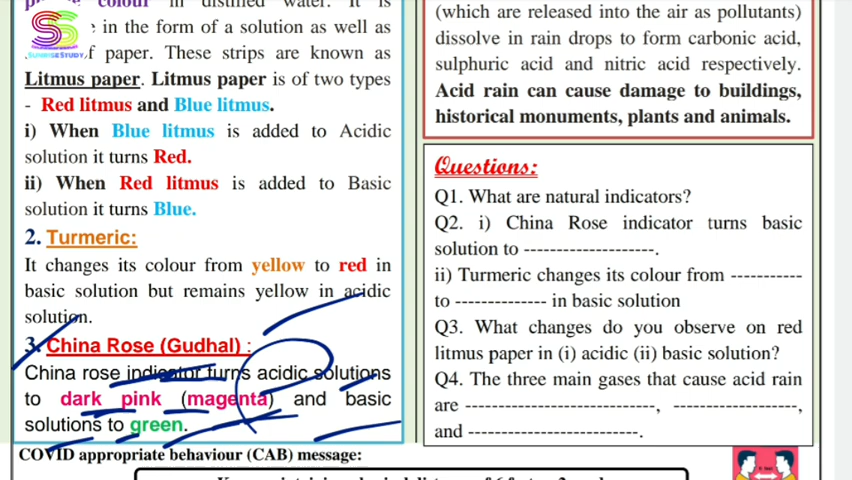 colour in distilled water. It is
in the form of a solution as well as
of paper. These strips are known as
Litmus paper. Litmus paper is of two types
- Red litmus and Blue litmus.
i) When Blue litmus is added to Acidic
solution it turns Red.
ii) When Red litmus is added to Basic
solution it turns Blue.
2. Turmeric:
It changes its colour from yellow to red in
basic solution but remains yellow in acidic
solution.
3. China Rose (Gudhal) :
China rose indicator turns acidic solutions
to dark pink (magenta) and basic
solutions to green.
SUNRISE STUDY
(which are released into the air as pollutants)
dissolve in rain drops to form carbonic acid,
sulphuric acid and nitric acid respectively.
Acid rain can cause damage to buildings,
historical monuments, plants and animals.
Questions:
Q1. What are natural indicators?
Q2. i) China Rose indicator turns basic
solution to --------------------.
ii) Turmeric changes its colour from -----------
to -------------- in basic solution
Q3. What changes do you observe on red
litmus paper in (i) acidic (ii) basic solution?
Q4. The three main gases that cause acid rain
are -----------------------------, -------------------,
and --------------------------.
COVID appropriate behaviour (CAB) message: